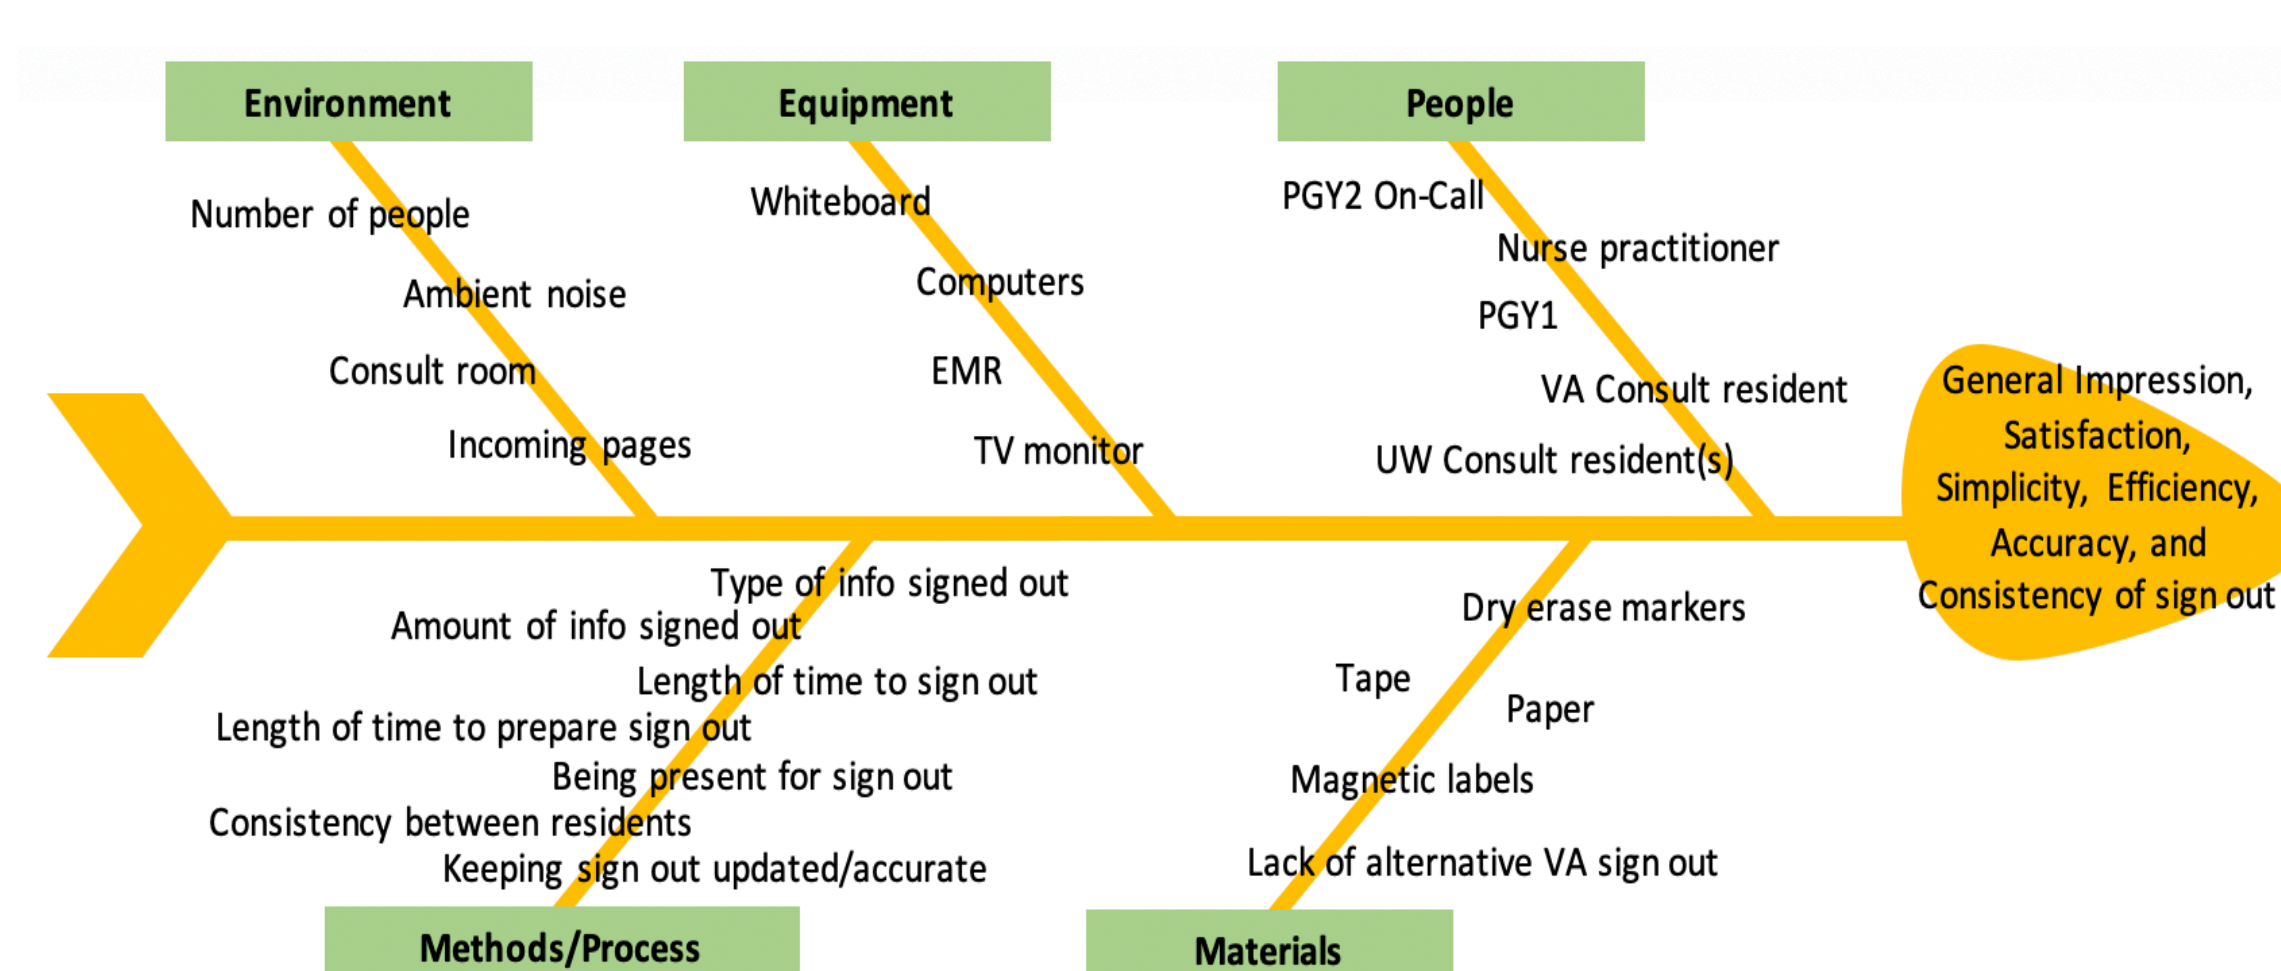 Environment
Equipment
People
Number of people
Ambient noise
Consult room
Incoming pages
Whiteboard
Computers
EMR
TV monitor
PGY2 On-Call
Nurse practitioner
PGY1
VA Consult resident
UW Consult resident(s)
General Impression,
Satisfaction,
Simplicity, Efficiency,
Accuracy, and
Consistency of sign out
Type of info signed out
Amount of info signed out
Length of time to sign out
Length of time to prepare sign out
Being present for sign out
Consistency between residents
Keeping sign out updated/accurate
Dry erase markers
Tape
Paper
Magnetic labels
Lack of alternative VA sign out
Methods/Process
Materials